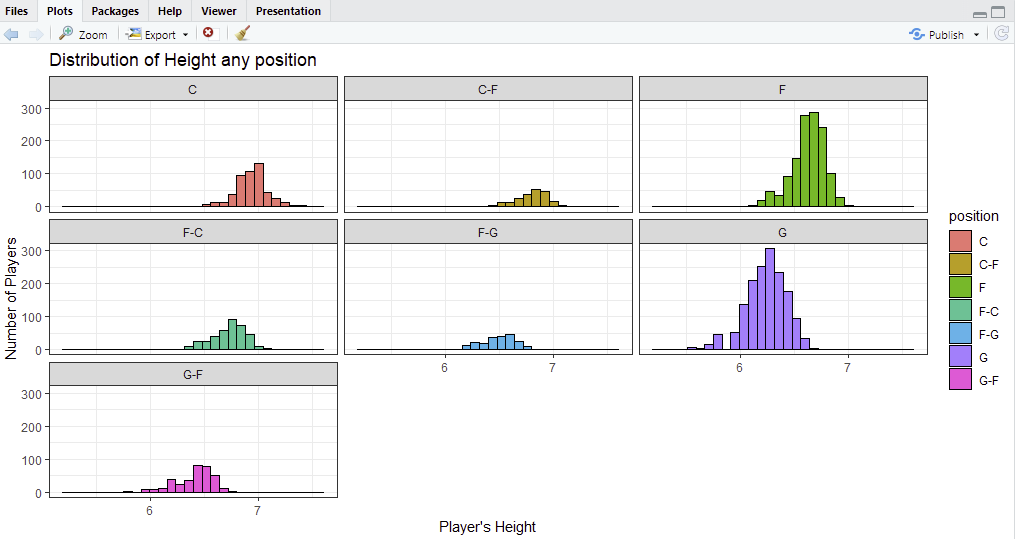 Files Plots Packages Help Viewer Presentation
Zoom Export Publish
Distribution of Height any position
C C-F F
300
200
100
0
F-C F-G G
300
200
100
0
6 7 6 7
G-F
300
200
100
0
6 7
Number of Players
Player's Height
position
C
C-F
F
F-C
F-G
G
G-F